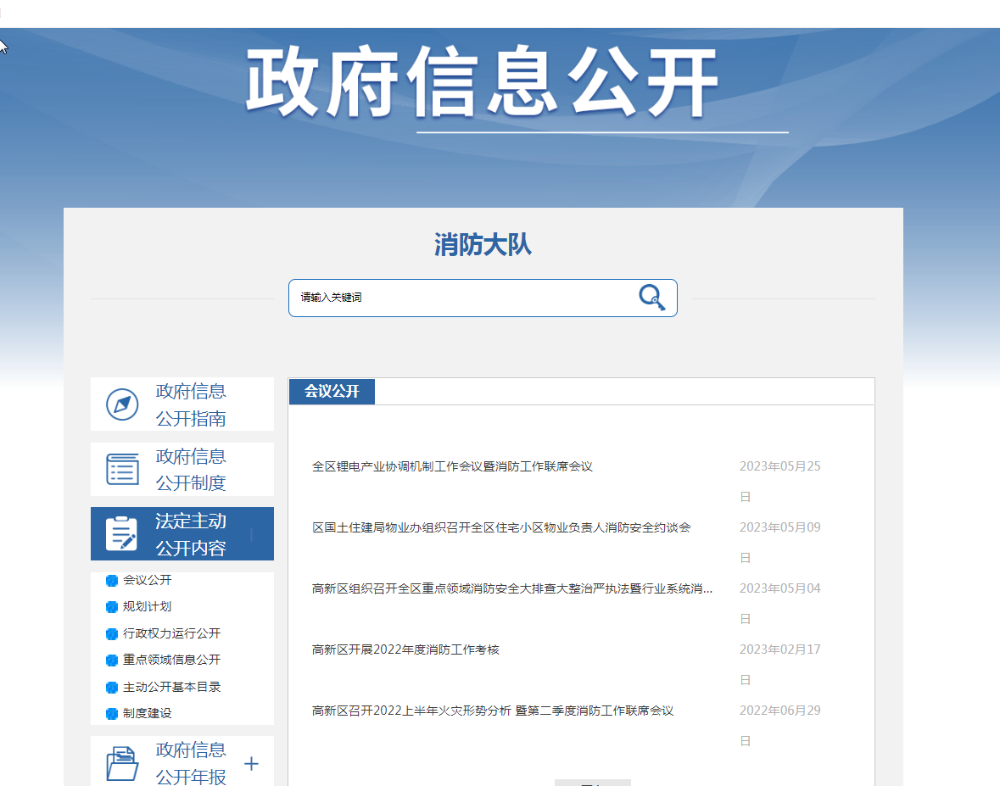 政府信息公开
消防大队
请输入关键词
政府信息
公开指南
政府信息
公开制度
法定主动
公开内容
会议公开
规划计划
行政权力运行公开
重点领域信息公开
主动公开基本目录
制度建设
政府信息
公开年报
会议公开
全区锂电产业协调机制工作会议暨消防工作联席会议 2023年05月25
日
区国土住建局物业办组织召开全区住宅小区物业负责人消防安全约谈会 2023年05月09
日
高新区组织召开全区重点领域消防安全大排查大整治严执法暨行业系统消... 2023年05月04
日
高新区开展2022年度消防工作考核 2023年02月17
日
高新区召开2022上半年火灾形势分析 暨第二季度消防工作联席会议 2022年06月29
日